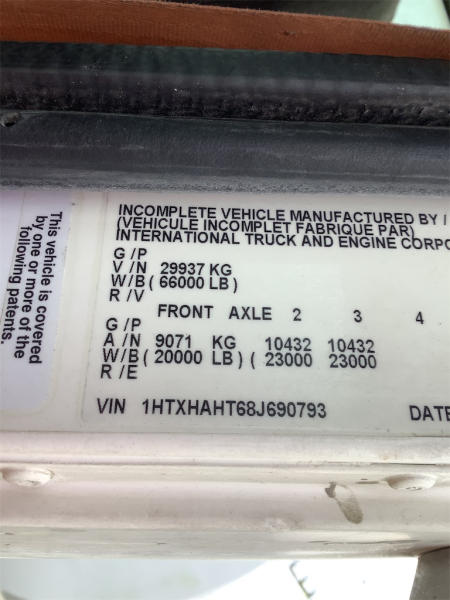 This vehicle is covered
by one or more of the
following patents.
INCOMPLETE VEHICLE MANUFACTURED BY /
(VEHICULE INCOMPLET FABRIQUE PAR)
INTERNATIONAL TRUCK AND ENGINE CORPO
G /P
V /N 29937 KG
W/B( 66000 LB)
R /V
FRONT AXLE 2 3 4
G /P
A /N 9071 KG 10432 10432
W/B( 20000 LB) ( 23000 23000
R /E
VIN 1HTXHAHT68J690793 DATE